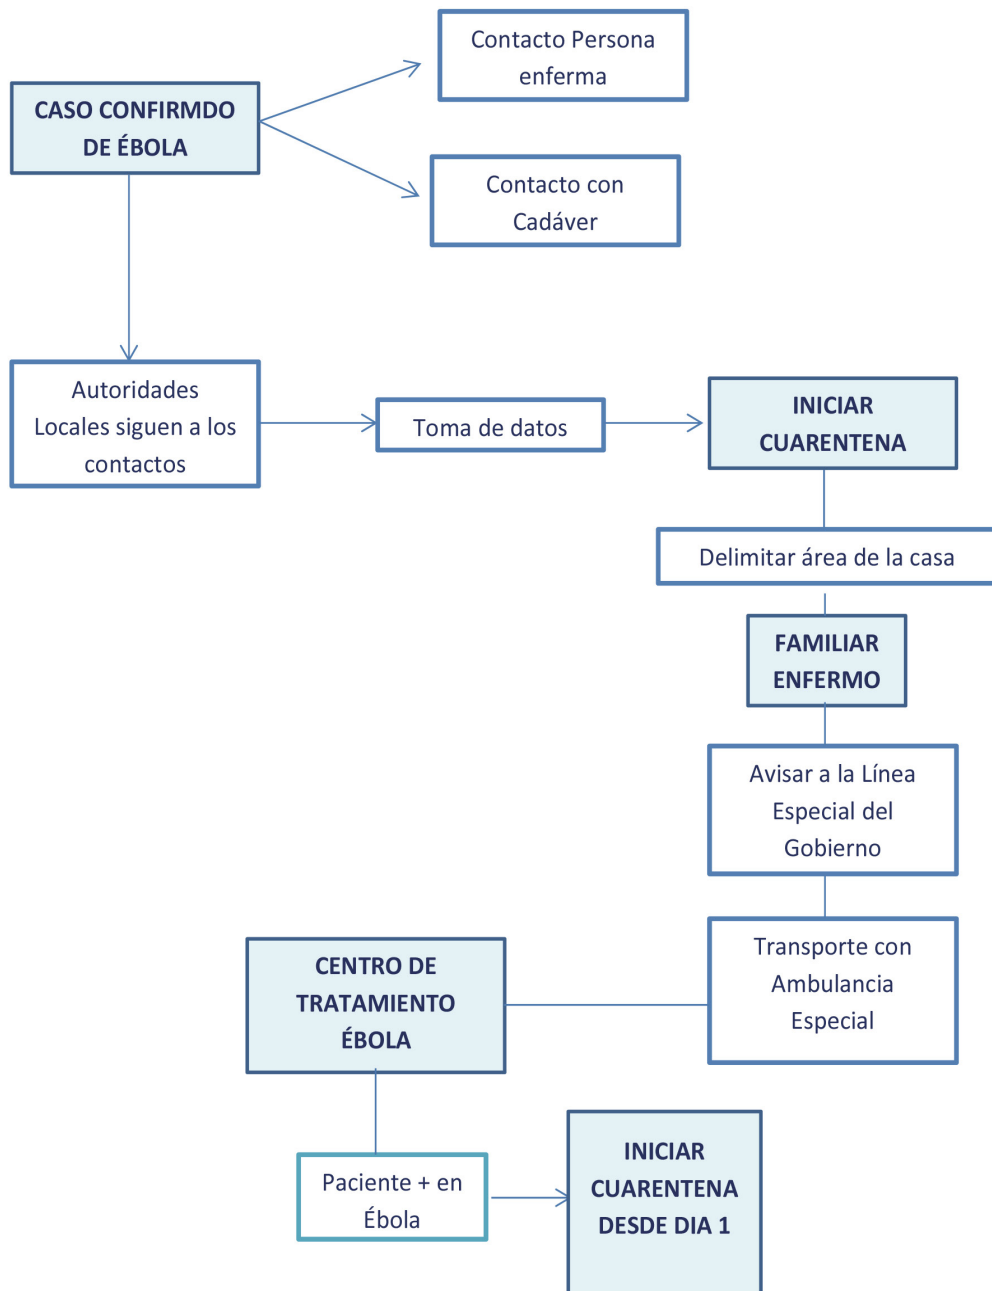 Contacto Persona
enferma
CASO CONFIRMDO
DE ÉBOLA
Contacto con
Cadáver
Autoridades
Locales siguen a los
contactos
Toma de datos
INICIAR
CUARENTENA
Delimitar área de la casa
FAMILIAR
ENFERMO
Avisar a la Línea
Especial del
Gobierno
Transporte con
Ambulancia
Especial
CENTRO DE
TRATAMIENTO
ÉBOLA
Paciente + en
Ébola
INICIAR
CUARENTENA
DESDE DIA 1